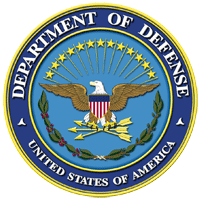 DEPARTMENT OF DEFENSE
UNITED STATES OF AMERICA